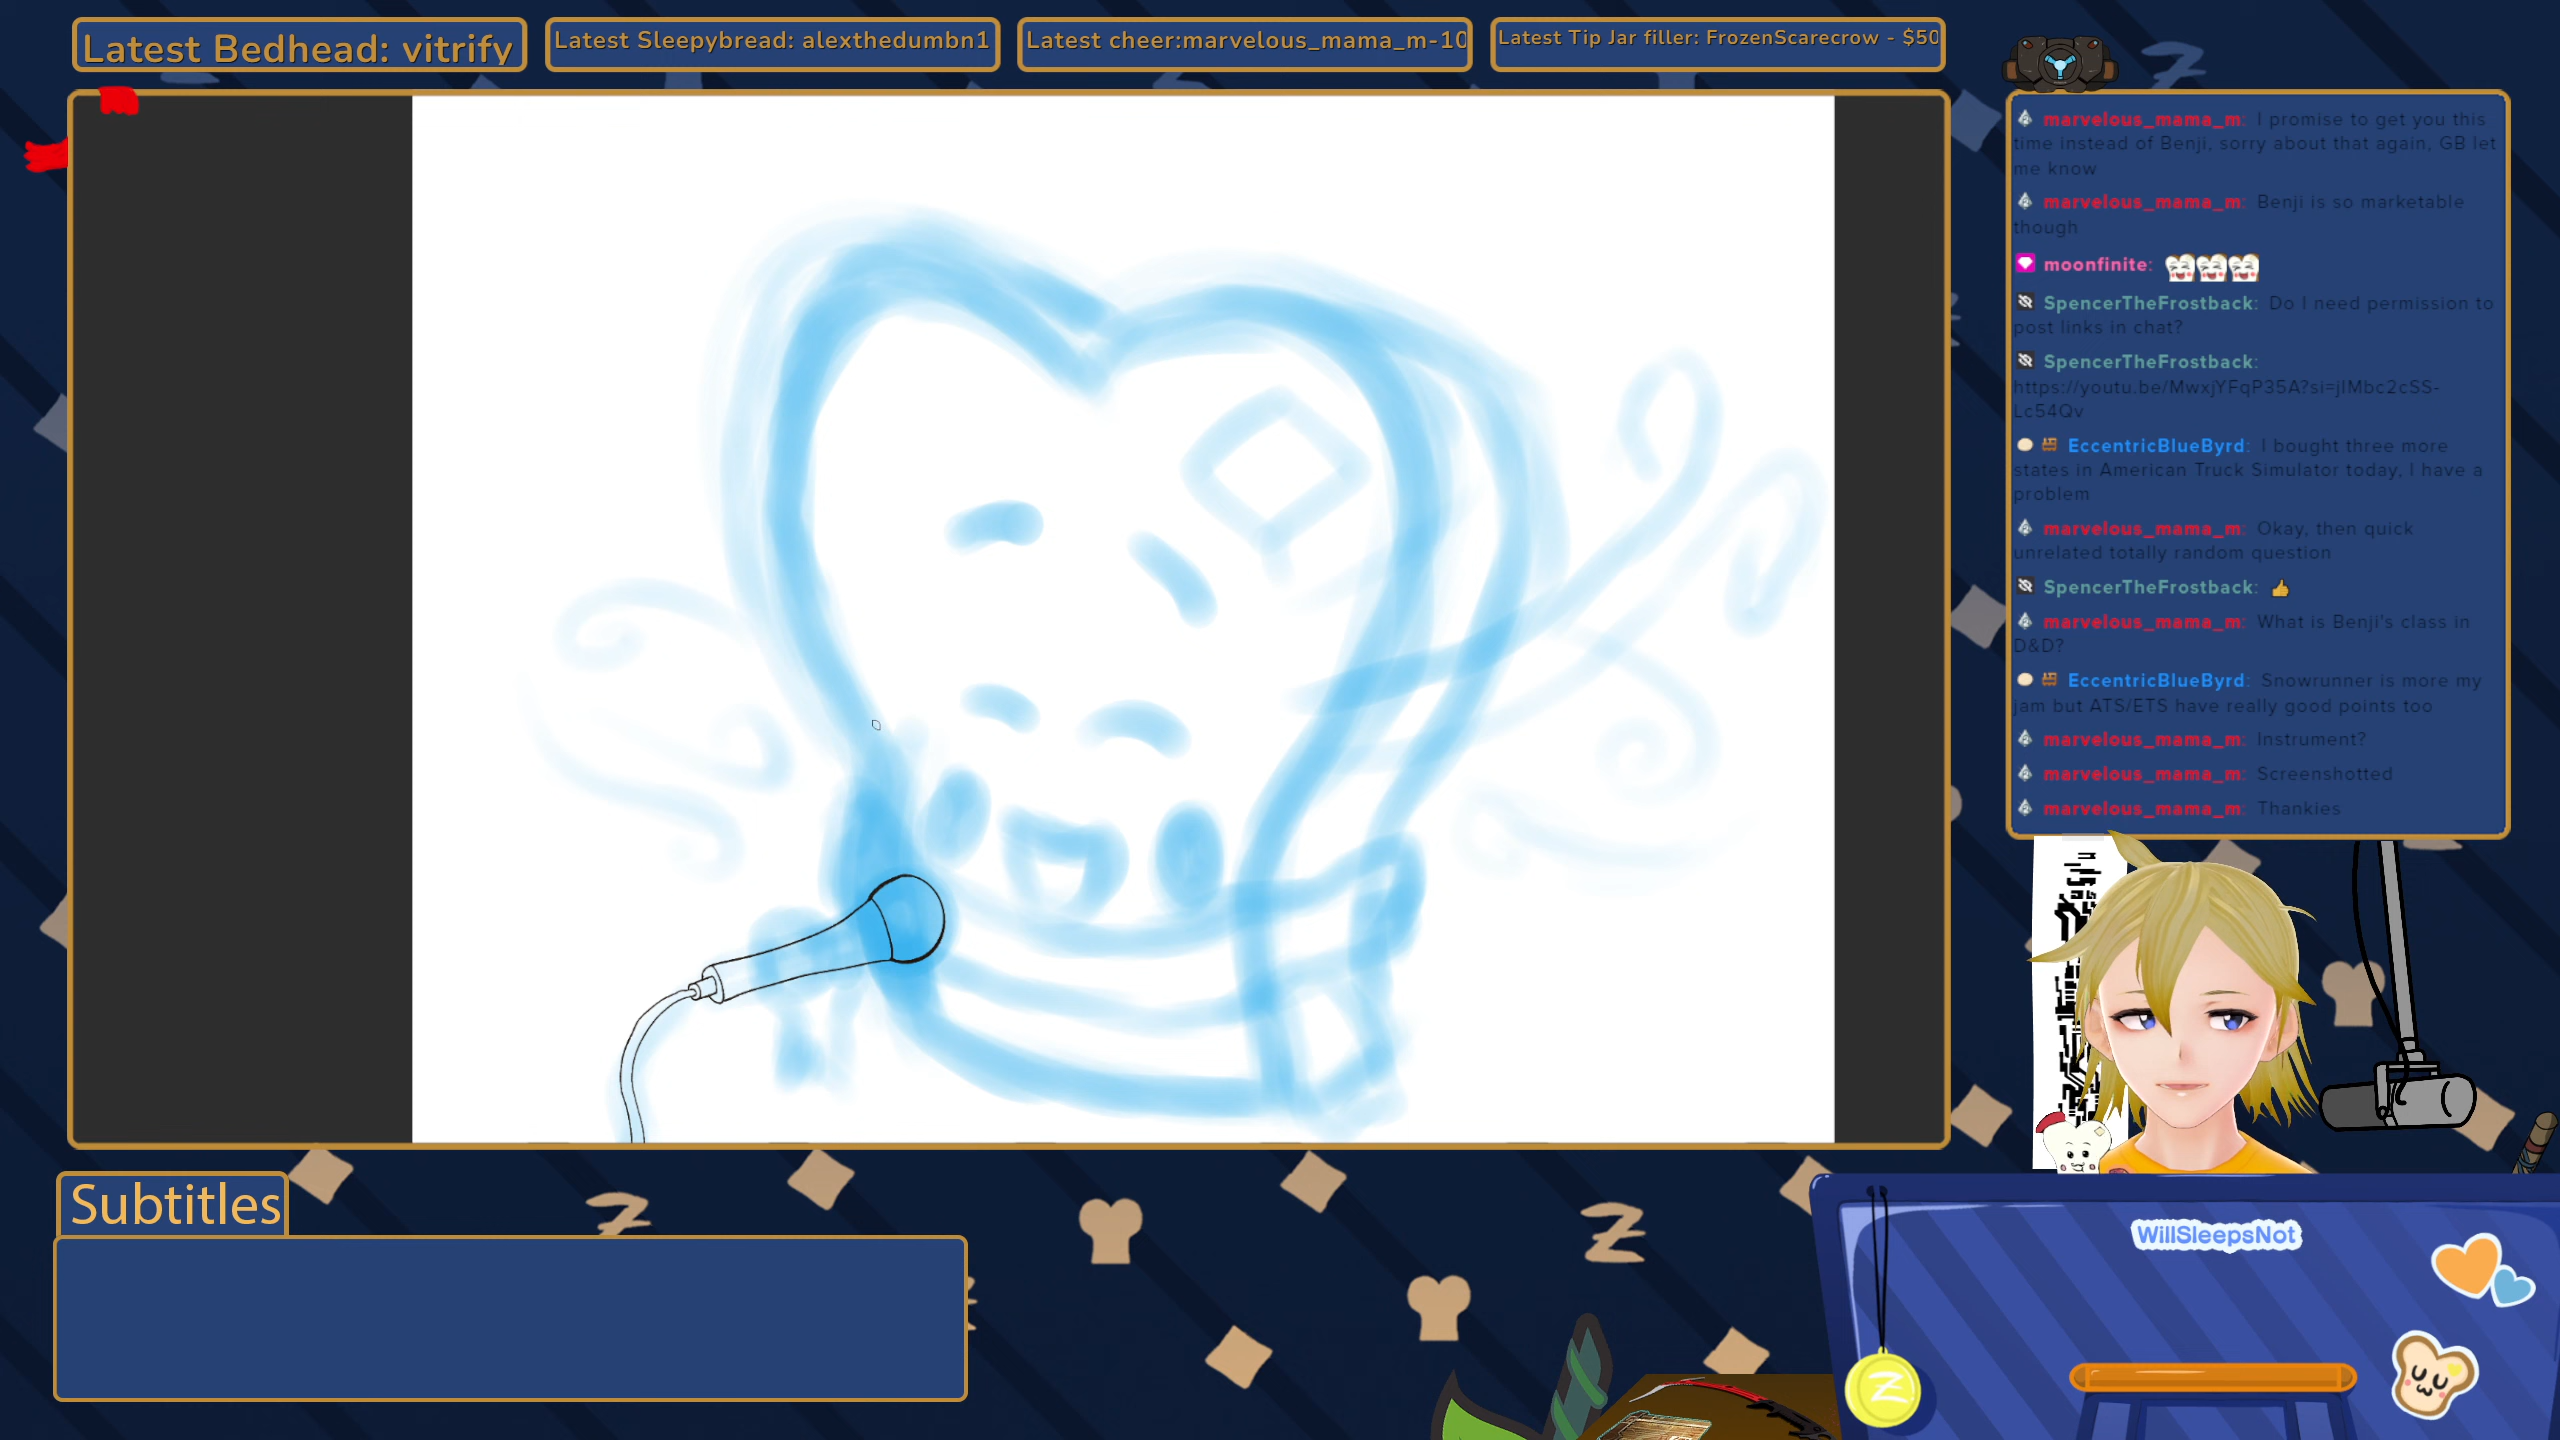 Latest Bedhead: vitrify
Latest Sleepybread: alexthedumbn1
Latest cheer:marvelous_mama_m-10
Latest Tip Jar filler: FrozenScarecrow - $50
marvelous_mama_m: I promise to get you this
time instead of Benji, sorry about that again, GB let
me know
marvelous_mama_m: Benji is so marketable
though
moonfinite:
SpencerTheFrostback: Do I need permission to
post links in chat?
SpencerTheFrostback:
https://youtu.be/MwxjYFqP35A?si=jlMbc2cSS-
Lc54Qv
EccentricBlueByrd: I bought three more
states in American Truck Simulator today, I have a
problem
marvelous_mama_m: Okay, then quick
unrelated totally random question
SpencerTheFrostback: 👍
marvelous_mama_m: What is Benji's class in
D&D?
EccentricBlueByrd: Snowrunner is more my
jam but ATS/ETS have really good points too
marvelous_mama_m: Instrument?
marvelous_mama_m: Screenshotted
marvelous_mama_m: Thankies
Subtitles
WillSleepsNot
Z